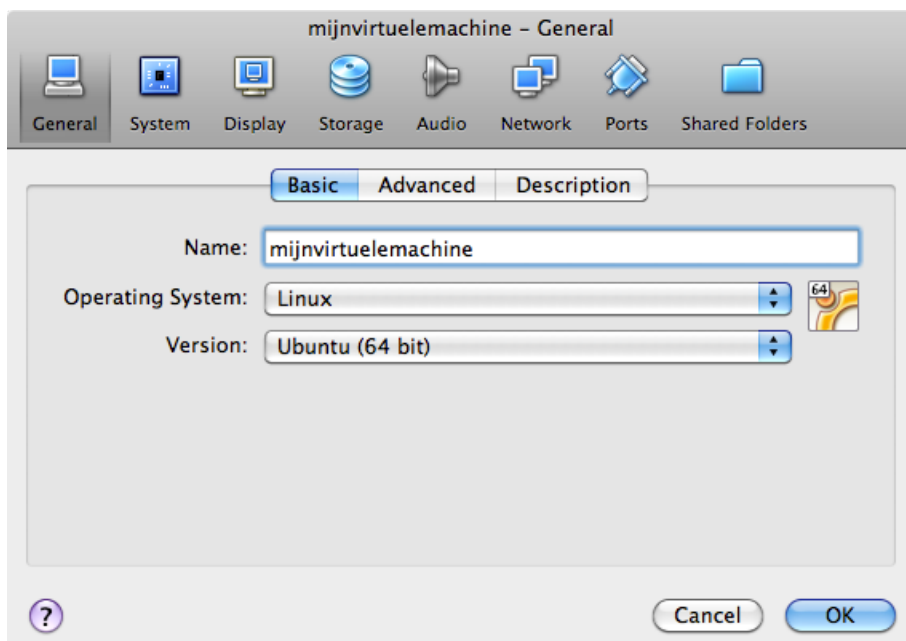 mijnvirtuelemachine – General
General System Display Storage Audio Network Ports Shared Folders
Basic Advanced Description
Name: mijnvirtuelemachine
Operating System: Linux
64
Version: Ubuntu (64 bit)
? Cancel OK